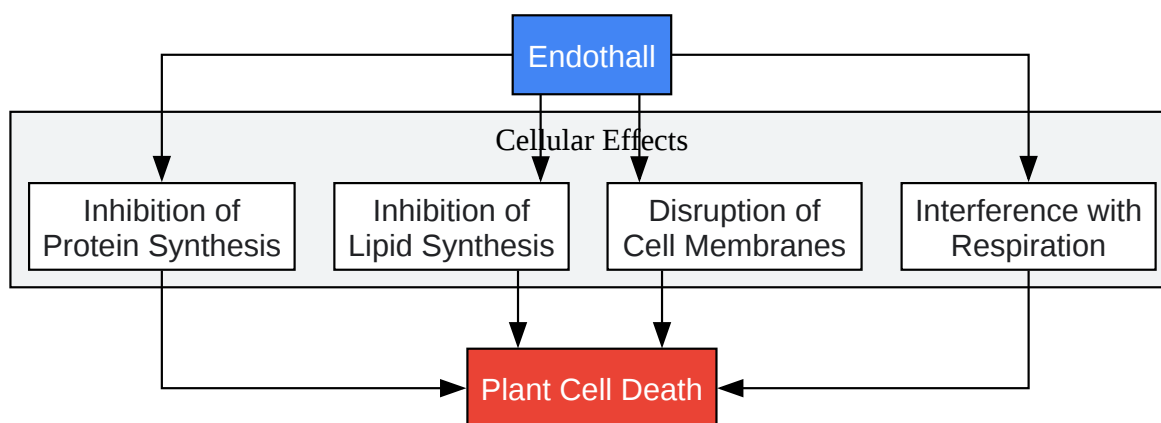 Endothall
Cellular Effects
Inhibition of
Protein Synthesis
Inhibition of
Lipid Synthesis
Disruption of
Cell Membranes
Interference with
Respiration
Plant Cell Death